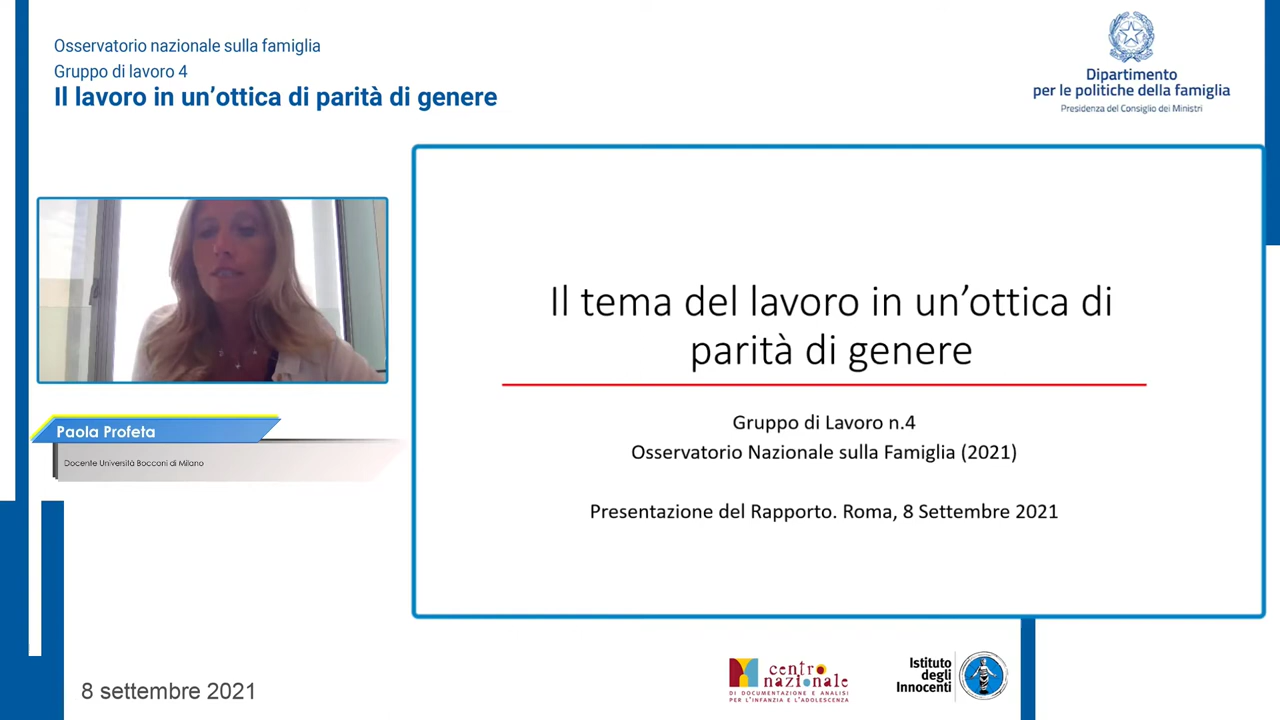 Osservatorio nazionale sulla famiglia
Gruppo di lavoro 4
Il lavoro in un’ottica di parità di genere
Dipartimento
per le politiche della famiglia
Presidenza del Consiglio dei Ministri
Il tema del lavoro in un’ottica di
parità di genere
Gruppo di Lavoro n.4
Osservatorio Nazionale sulla Famiglia (2021)
Presentazione del Rapporto. Roma, 8 Settembre 2021
Paola Profeta
Docente Università Bocconi di Milano
8 settembre 2021
centro
nazionale
DI DOCUMENTAZIONE E ANALISI
PER L'INFANZIA E L'ADOLESCENZA
Istituto
degli
Innocenti